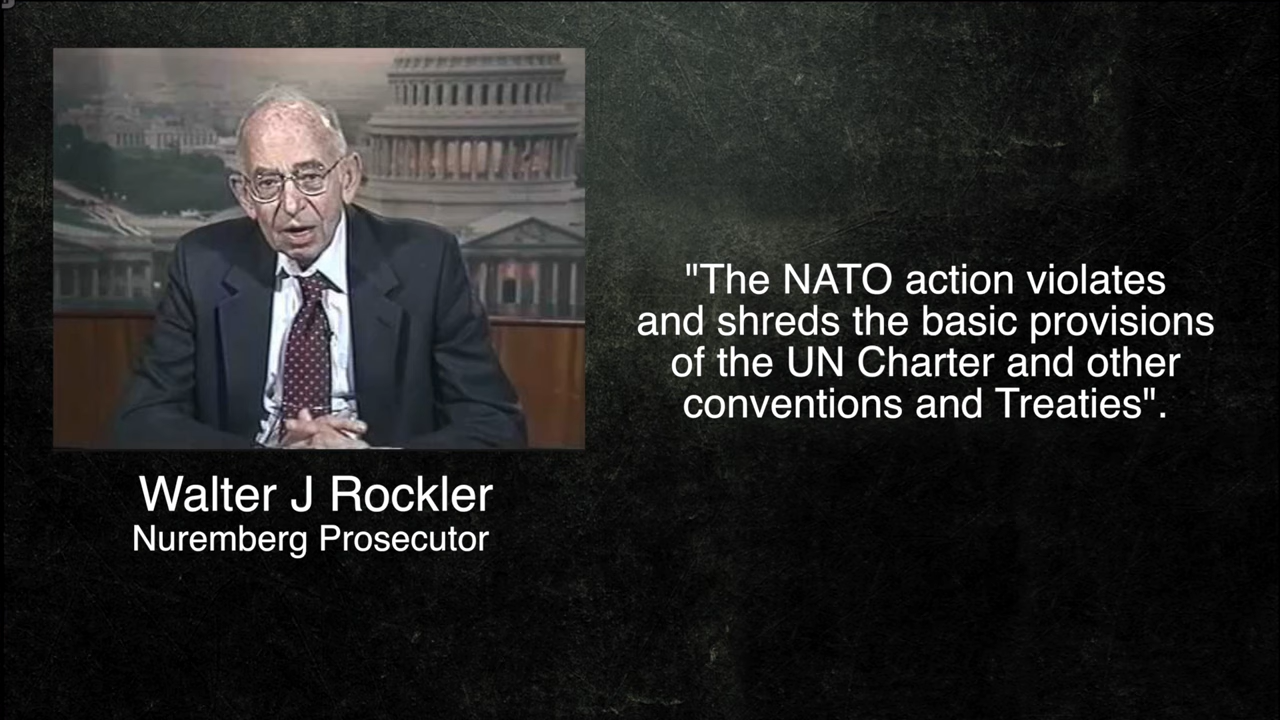 "The NATO action violates
and shreds the basic provisions
of the UN Charter and other
conventions and Treaties".
Walter J Rockler
Nuremberg Prosecutor